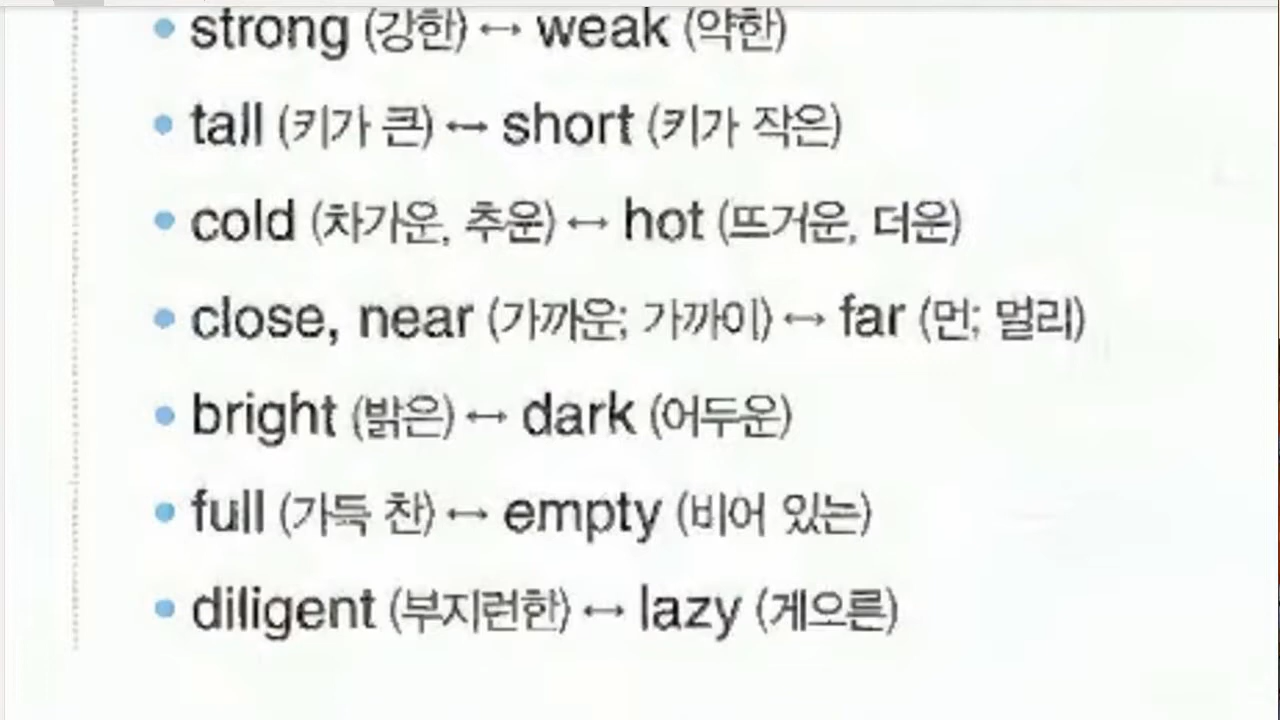 • strong (강한) ↔ weak (약한)
• tall (키가 큰) ↔ short (키가 작은)
• cold (차가운, 추운) ↔ hot (뜨거운, 더운)
• close, near (가까운; 가까이) ↔ far (먼; 멀리)
• bright (밝은) ↔ dark (어두운)
• full (가득 찬) ↔ empty (비어 있는)
• diligent (부지런한) ↔ lazy (게으른)